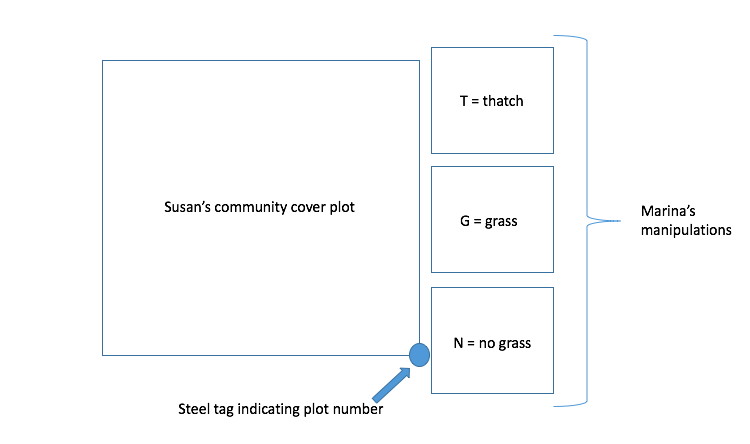 T = thatch
Susan’s community cover plot
G = grass
Marina’s
manipulations
N = no grass
Steel tag indicating plot number